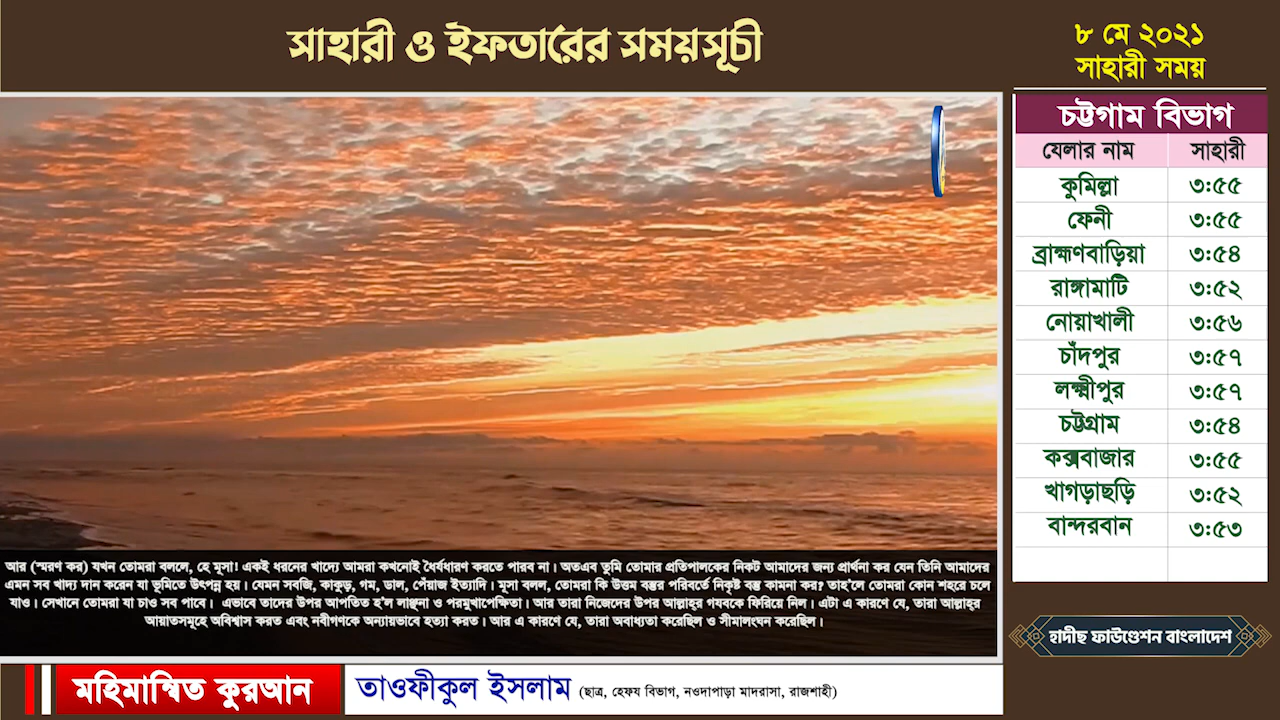 সাহারী ও ইফতারের সময়সূচী
৮ মে ২০২১
সাহারী সময়
চট্টগাম বিভাগ
যেলার নাম সাহারী
কুমিল্লা ৩:৫৫
ফেনী ৩:৫৫
ব্রাহ্মণবাড়িয়া ৩:৫৪
রাঙ্গামাটি ৩:৫২
নোয়াখালী ৩:৫৬
চাঁদপুর ৩:৫৭
লক্ষ্মীপুর ৩:৫৭
চট্টগ্রাম ৩:৫৪
কক্সবাজার ৩:৫৫
খাগড়াছড়ি ৩:৫২
বান্দরবান ৩:৫৩
আর (স্মরণ কর) যখন তোমরা বললে, হে মূসা! একই ধরনের খাদ্যে আমরা কখনোই ধৈর্যধারণ করতে পারব না। অতএব তুমি তোমার প্রতিপালকের নিকট আমাদের জন্য প্রার্থনা কর যেন তিনি আমাদের
এমন সব খাদ্য দান করেন যা ভূমিতে উৎপন্ন হয়। যেমন সবজি, কাকুড়, গম, ডাল, পেঁয়াজ ইত্যাদি। মূসা বলল, তোমরা কি উত্তম বস্তুর পরিবর্তে নিকৃষ্ট বস্তু কামনা কর? তাহ'লে তোমরা কোন শহরে চলে
যাও। সেখানে তোমরা যা চাও সব পাবে। এভাবে তাদের উপর আপতিত হ'ল লাঞ্ছনা ও পরমুখাপেক্ষিতা। আর তারা নিজেদের উপর আল্লাহ্‌র গযবকে ফিরিয়ে নিল। এটা এ কারণে যে, তারা আল্লাহ্‌র
আয়াতসমূহে অবিশ্বাস করত এবং নবীগণকে অন্যায়ভাবে হত্যা করত। আর এ কারণে যে, তারা অবাধ্যতা করেছিল ও সীমালংঘন করেছিল।
হাদীছ ফাউণ্ডেশন বাংলাদেশ
মহিমান্বিত কুরআন
তাওফীকুল ইসলাম (ছাত্র, হেফয বিভাগ, নওদাপাড়া মাদরাসা, রাজশাহী)